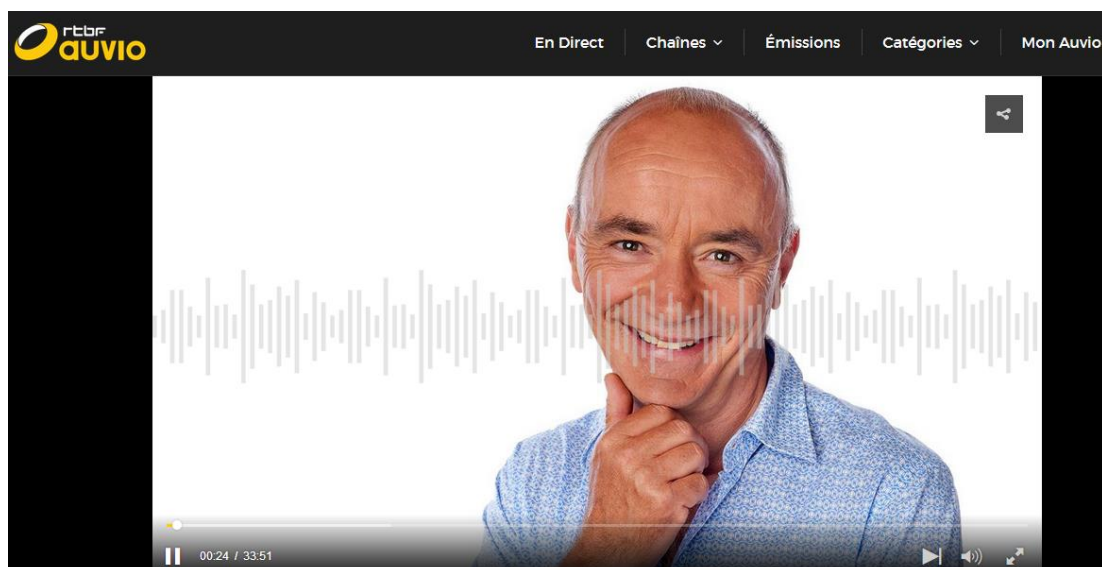 rtbf
auvio
En Direct
Chaînes
Émissions
Catégories
Mon Auvio
00:24 / 33:51